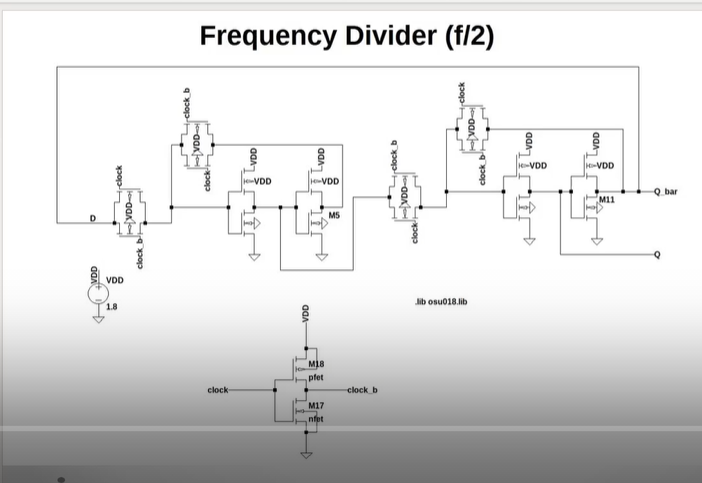 Frequency Divider (f/2)
clock_b
clock
VDD
clock
clock
VDD
clock_b
D
VDD
VDD
VDD
VDD
M5
clock_b
VDD
clock
clock
VDD
clock_b
VDD
VDD
VDD
VDD
M11
Q_bar
Q
VDD
VDD
1.8
.lib osu018.lib
VDD
M18
pfet
clock
clock_b
M17
nfet